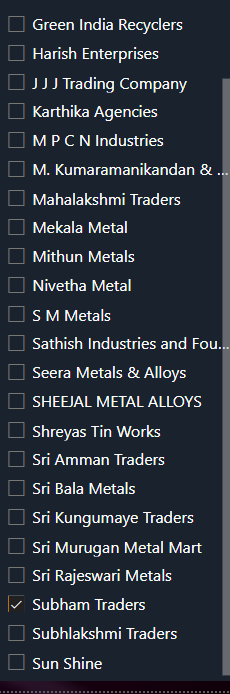 Green India Recyclers
Harish Enterprises
J J J Trading Company
Karthika Agencies
M P C N Industries
M. Kumaramanikandan & ...
Mahalakshmi Traders
Mekala Metal
Mithun Metals
Nivetha Metal
S M Metals
Sathish Industries and Fou...
Seera Metals & Alloys
SHEEJAL METAL ALLOYS
Shreyas Tin Works
Sri Amman Traders
Sri Bala Metals
Sri Kungumaye Traders
Sri Murugan Metal Mart
Sri Rajeswari Metals
Subham Traders
Subhlakshmi Traders
Sun Shine